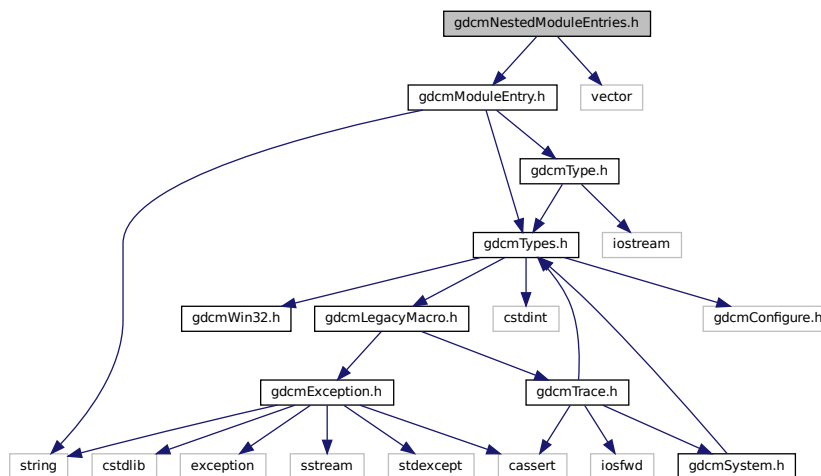 gdcmNestedModuleEntries.h
gdcmModuleEntry.h
vector
gdcmType.h
gdcmTypes.h
iostream
gdcmWin32.h
gdcmLegacyMacro.h
cstdint
gdcmConfigure.h
gdcmException.h
gdcmTrace.h
string
cstdlib
exception
sstream
stdexcept
cassert
iosfwd
gdcmSystem.h